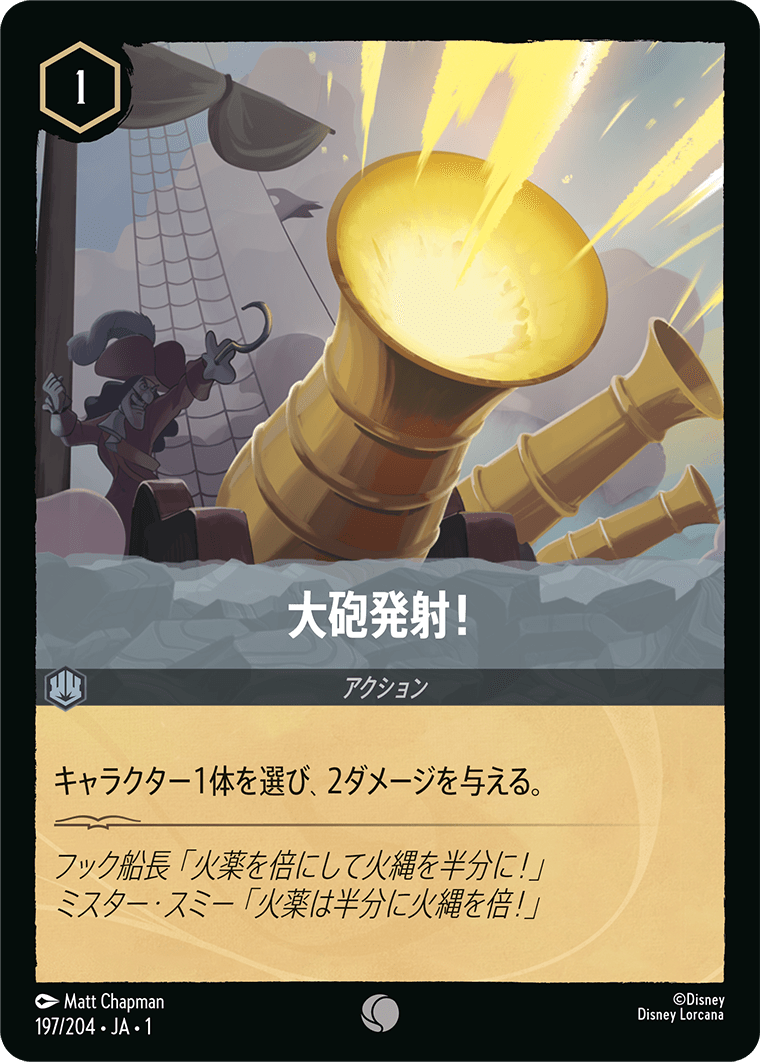 1
大砲発射!
アクション
キャラクター1体を選び、2ダメージを与える。
フック船長「火薬を倍にして火縄を半分に!」
ミスター・スミー「火薬は半分に火縄を倍!」
Matt Chapman
197/204・JA・1
©Disney
Disney Lorcana